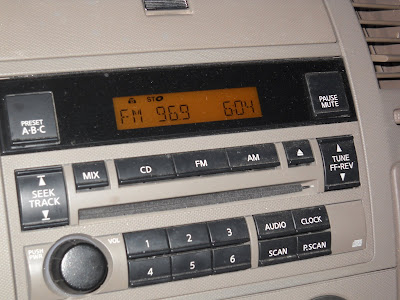 ST
FM 969 604
PRESET
A·B·C
PAUSE
MUTE
MIX
CD
FM
AM
SEEK
TRACK
TUNE
FF·REV
PUSH
PWR
VOL
1 2 3
4 5 6
AUDIO
CLOCK
SCAN
P.SCAN